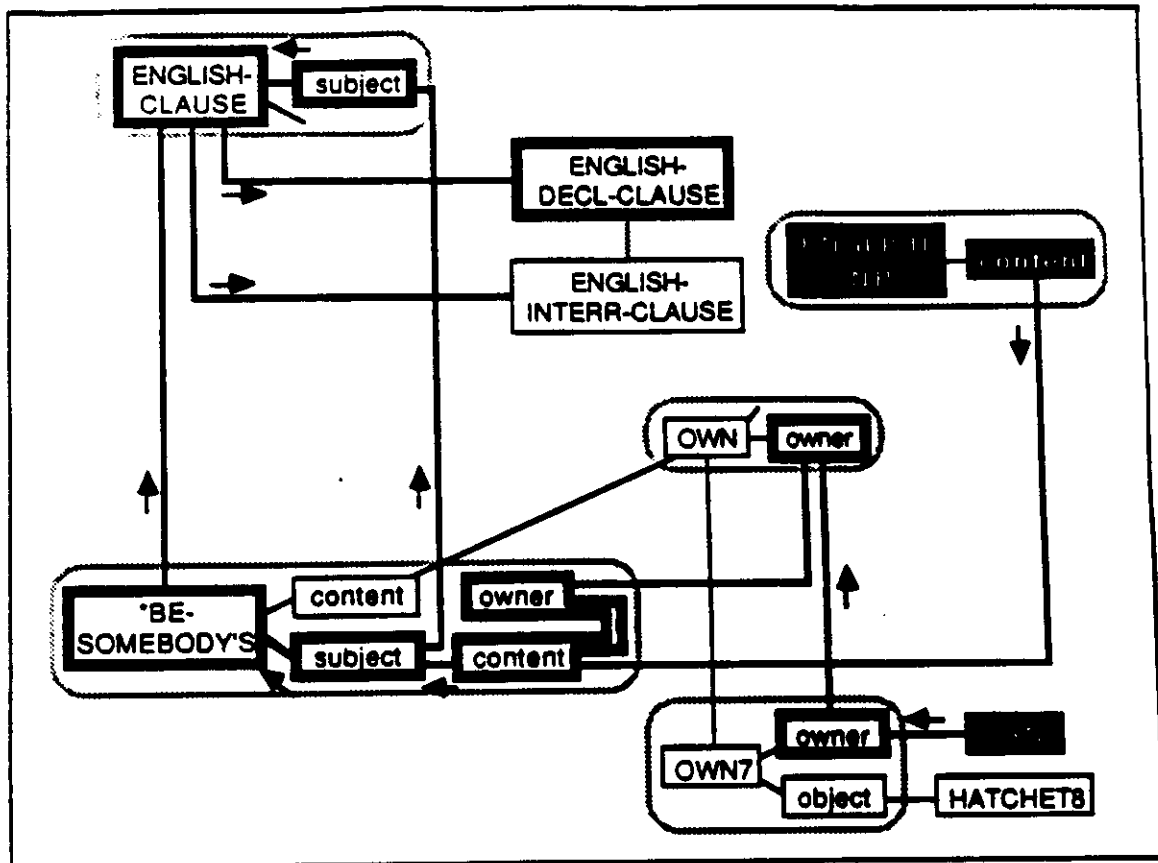 ENGLISH-
CLAUSE
subject
ENGLISH-
DECL-CLAUSE
ENGLISH-
INTERR-CLAUSE
NP
content
OWN
owner
*BE-
SOMEBODY'S
content
owner
subject
content
OWN7
owner
object
HATCHET8